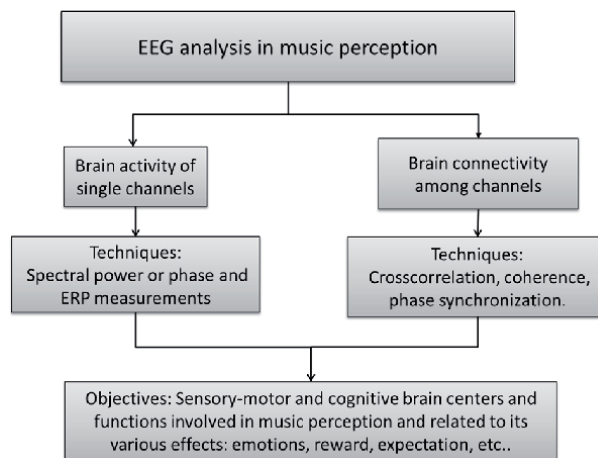 EEG analysis in music perception
Brain activity of
single channels
Brain connectivity
among channels
Techniques:
Spectral power or phase and
ERP measurements
Techniques:
Crosscorrelation, coherence,
phase synchronization.
Objectives: Sensory-motor and cognitive brain centers and
functions involved in music perception and related to its
various effects: emotions, reward, expectation, etc..